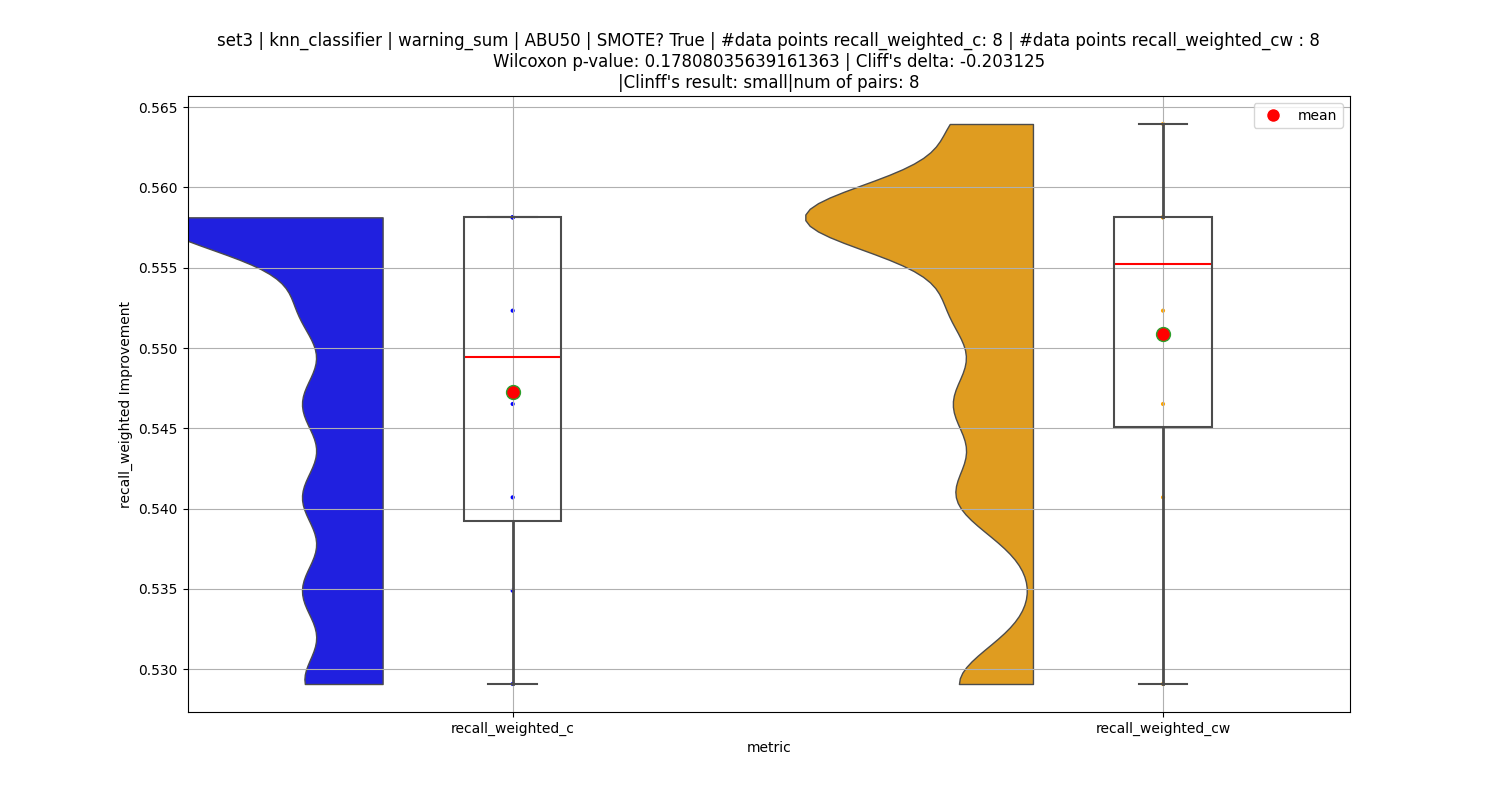 set3 | knn_classifier | warning_sum | ABU50 | SMOTE? True | #data points recall_weighted_c: 8 | #data points recall_weighted_cw : 8
Wilcoxon p-value: 0.17808035639161363 | Cliff's delta: -0.203125
|Clinff's result: small|num of pairs: 8
mean
0.565
0.560
0.555
0.550
0.545
0.540
0.535
0.530
recall_weighted Improvement
recall_weighted_c
recall_weighted_cw
metric